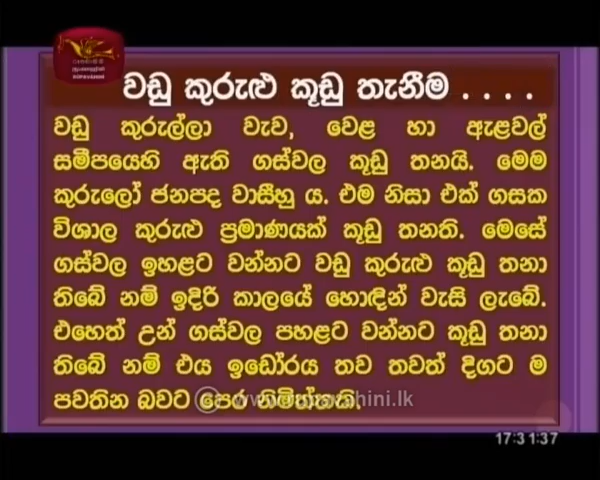 වඩු කුරුළු කූඩු තැනීම . . . .
වඩු කුරුල්ලා වැව, වෙළ හා ඇළවල්
සමීපයෙහි ඇති ගස්වල කූඩු තනයි. මෙම
කුරුලෝ ජනපද වාසීහු ය. එම නිසා එක් ගසක
විශාල කුරුළු ප්‍රමාණයක් කූඩු තනති. මෙසේ
ගස්වල ඉහළට වන්නට වඩු කුරුළු කූඩු තනා
තිබේ නම් ඉදිරි කාලයේ හොඳින් වැසි ලැබේ.
එහෙත් උන් ගස්වල පහළට වන්නට කූඩු තනා
තිබේ නම් එය ඉඩෝරය තව තවත් දිගට ම
පවතින බවට පෙර නිමිත්තකි.
17:31:37